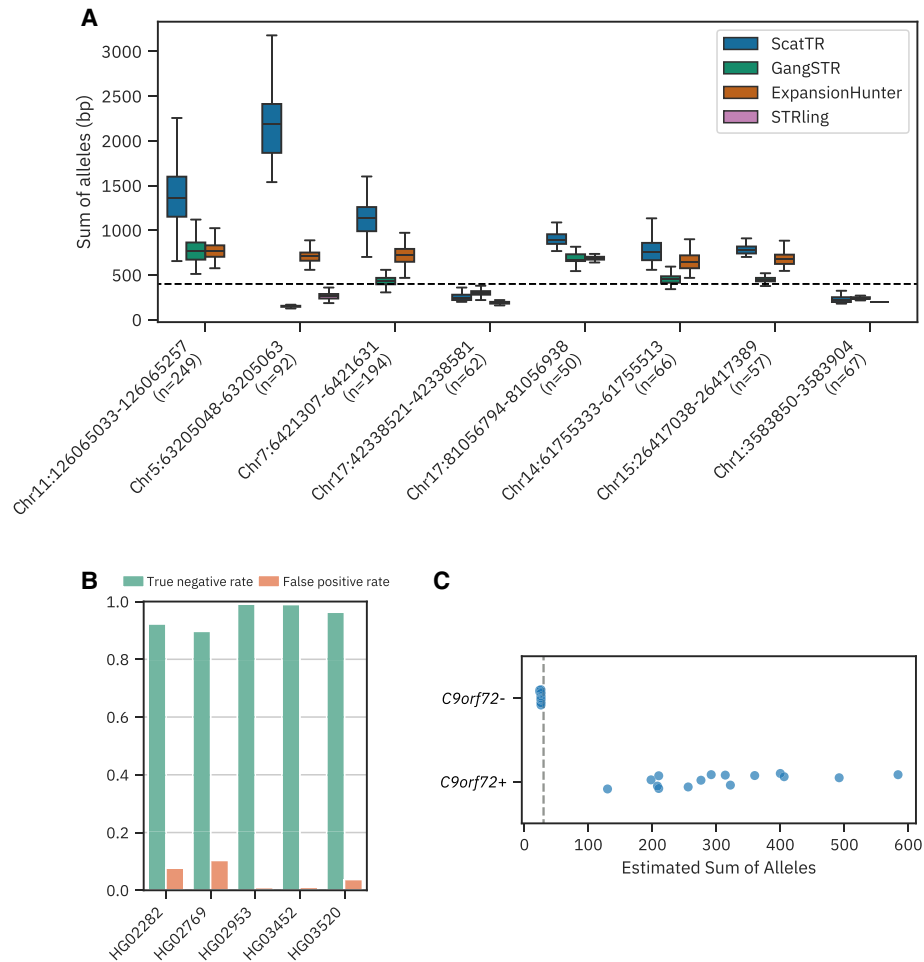 A
Sum of alleles (bp)
3000
2500
2000
1500
1000
500
0
ScatTR
GangSTR
ExpansionHunter
STRling
Chr11:126065033-126065257
(n=249)
Chr5:63205048-63205063
(n=92)
Chr7:6421307-6421631
(n=194)
Chr17:42338521-42338581
(n=62)
Chr17:81056794-81056938
(n=50)
Chr14:61755333-61755513
(n=66)
Chr15:26417038-26417389
(n=57)
Chr1:3583850-3583904
(n=67)
B
True negative rate False positive rate
1.0
0.8
0.6
0.4
0.2
0.0
HG02282
HG02769
HG02953
HG03452
HG03520
C
C9orf72-
C9orf72+
0 100 200 300 400 500 600
Estimated Sum of Alleles